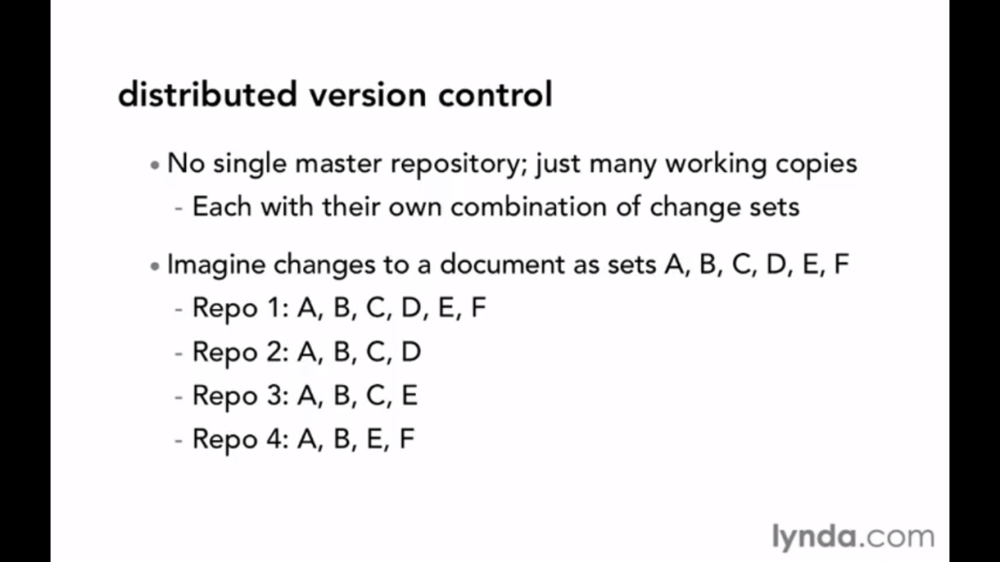 distributed version control
• No single master repository; just many working copies
- Each with their own combination of change sets
• Imagine changes to a document as sets A, B, C, D, E, F
- Repo 1: A, B, C, D, E, F
- Repo 2: A, B, C, D
- Repo 3: A, B, C, E
- Repo 4: A, B, E, F
lynda.com